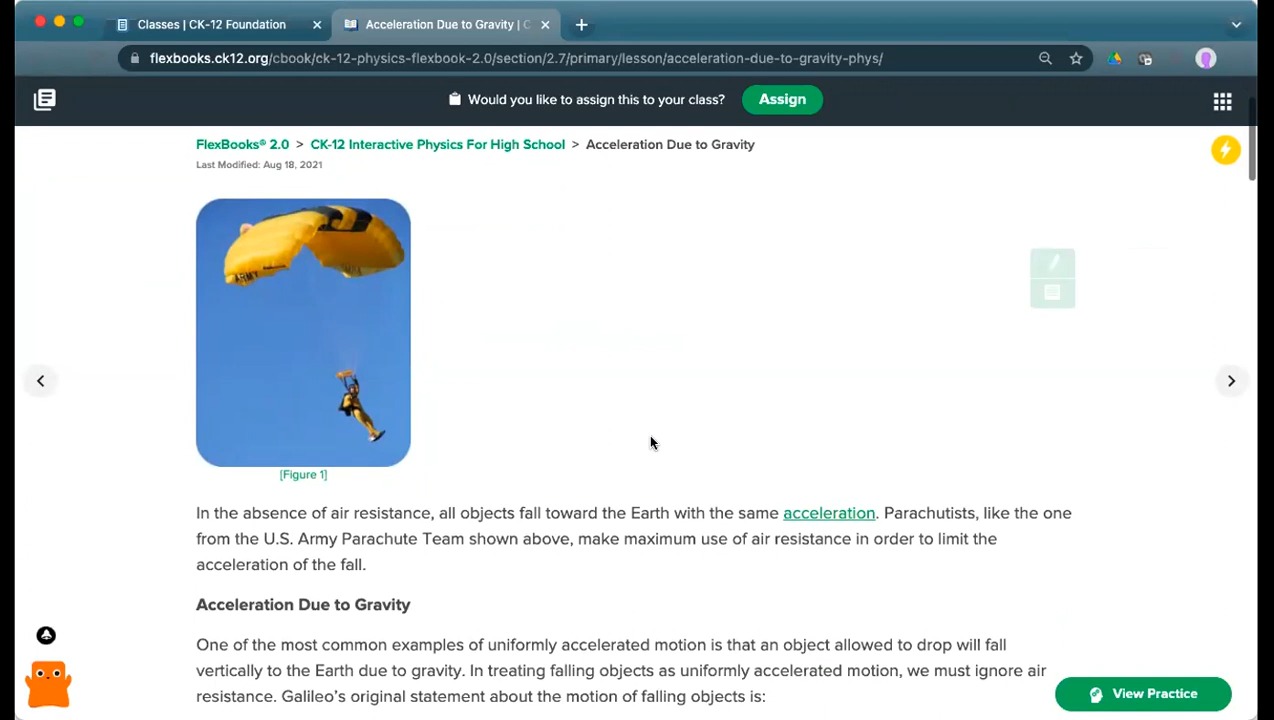 Classes | CK-12 Foundation
Acceleration Due to Gravity | C
flexbooks.ck12.org/cbook/ck-12-physics-flexbook-2.0/section/2.7/primary/lesson/acceleration-due-to-gravity-phys/
Would you like to assign this to your class?
Assign
FlexBooks® 2.0 > CK-12 Interactive Physics For High School > Acceleration Due to Gravity
Last Modified: Aug 18, 2021
ARMY
[Figure 1]
In the absence of air resistance, all objects fall toward the Earth with the same acceleration. Parachutists, like the one
from the U.S. Army Parachute Team shown above, make maximum use of air resistance in order to limit the
acceleration of the fall.
Acceleration Due to Gravity
One of the most common examples of uniformly accelerated motion is that an object allowed to drop will fall
vertically to the Earth due to gravity. In treating falling objects as uniformly accelerated motion, we must ignore air
resistance. Galileo's original statement about the motion of falling objects is:
View Practice